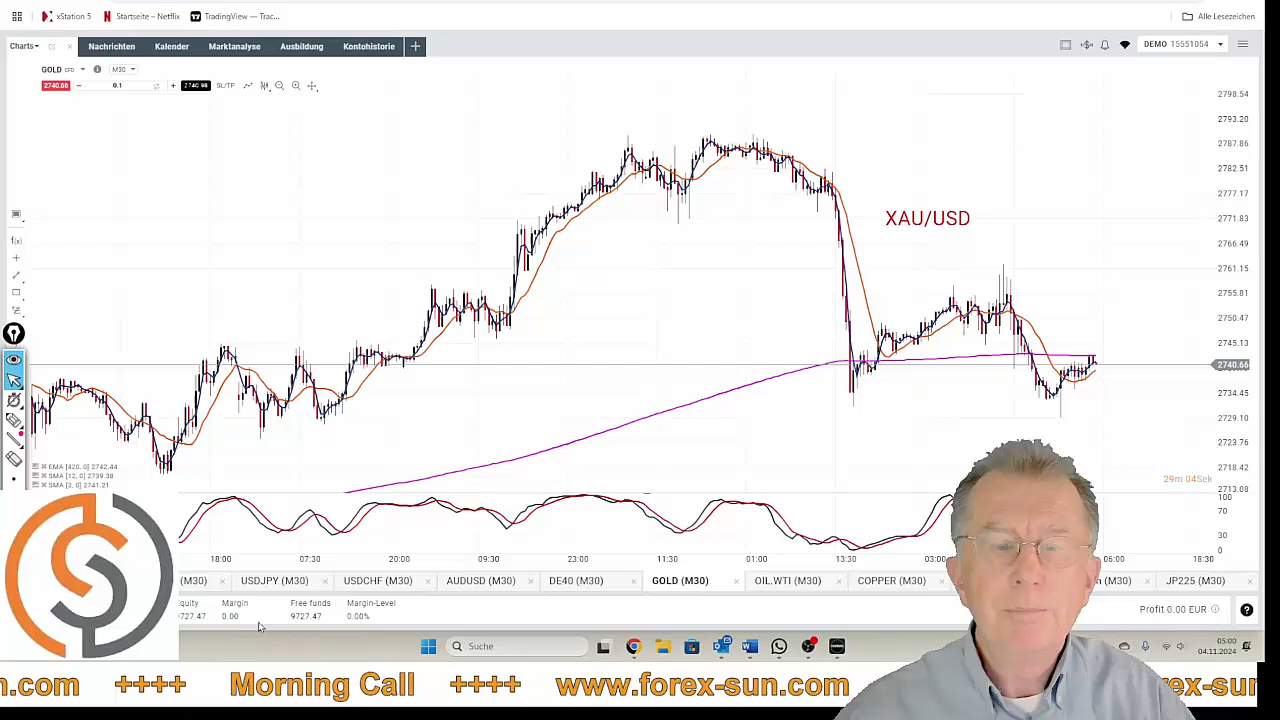 xStation 5 Startseite – Netflix TradingView — Trac... Alle Lesezeichen
Charts Nachrichten Kalender Marktanalyse Ausbildung Kontohistorie DEMO 15551054
GOLD CFD M30
2740.66 0.1 2740.98 SL/TP
2798.54
2793.20
2787.86
2782.51
2777.17
2771.83
XAU/USD
2766.49
2761.15
2755.81
2750.47
2745.13
2740.66
2734.45
2729.10
2723.76
2718.42
2713.08
f(x)
EMA [420, 0] 2742.44
SMA [12, 0] 2739.38
SMA [3, 0] 2741.21
29m 04Sek
100
70
30
0
18:00 07:30 20:00 09:30 23:00 11:30 01:00 13:30 03:00 06:00 18:30
(M30) USDJPY (M30) USDCHF (M30) AUDUSD (M30) DE40 (M30) GOLD (M30) OIL.WTI (M30) COPPER (M30) (M30) JP225 (M30)
Equity Margin Free funds Margin-Level
9727.47 0.00 9727.47 0.00%
Profit 0.00 EUR
Suche
05:00
04.11.2024
n.com ++++ Morning Call ++++ www.forex-sun.com rex-sun